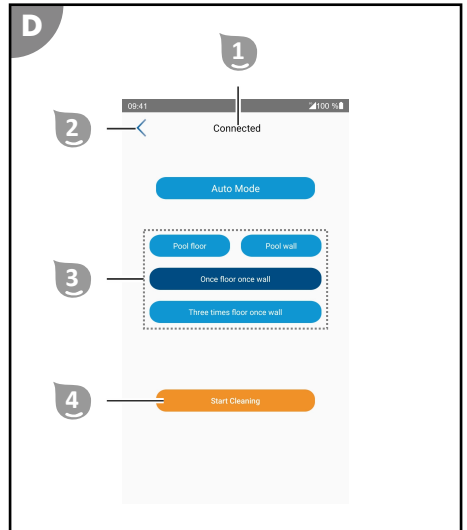 D
1
09:41 100 %
2
Connected
Auto Mode
Pool floor Pool wall
3
Once floor once wall
Three times floor once wall
4
Start Cleaning